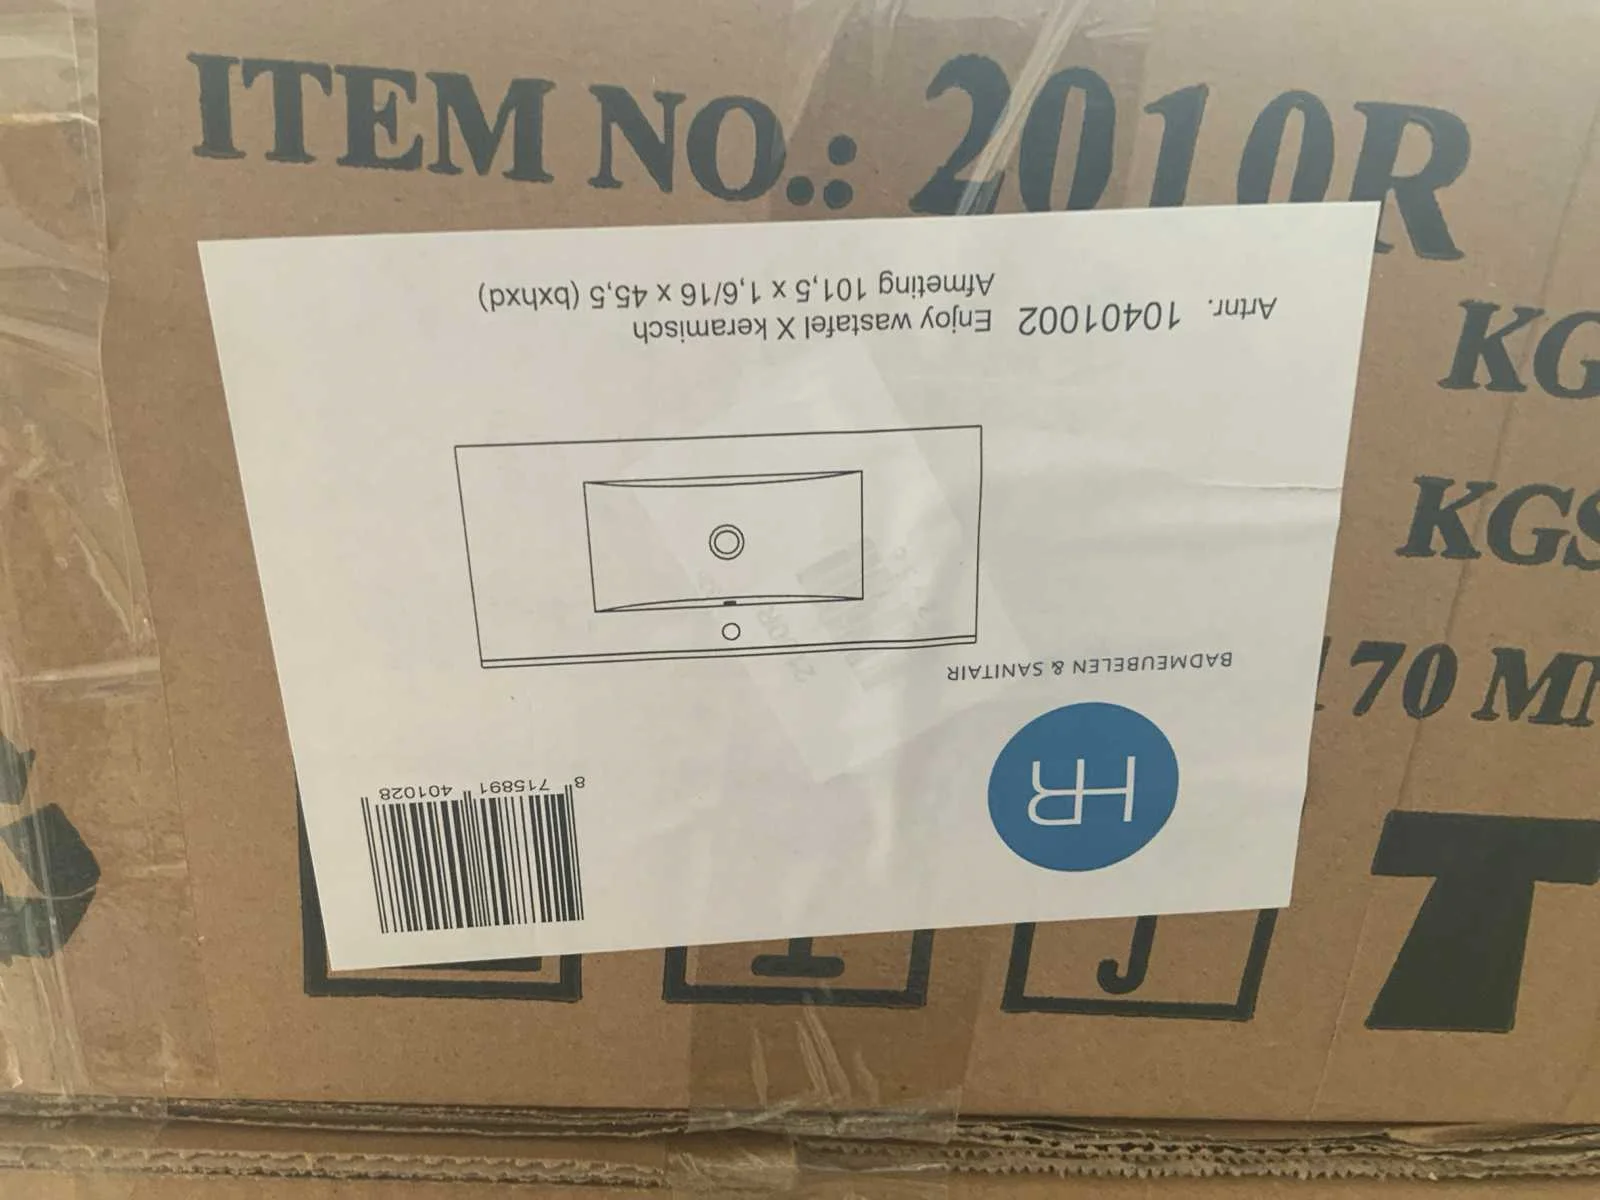 ITEM NO.: 2010R
KG
KGS
170 M
Artnr. 10401002 Enjoy wastafel X keramisch
Afmeting 101,5 x 1,6/16 x 45,5 (bxhxd)
BADMEUBELEN & SANITAIR
HR
8 715891 401028